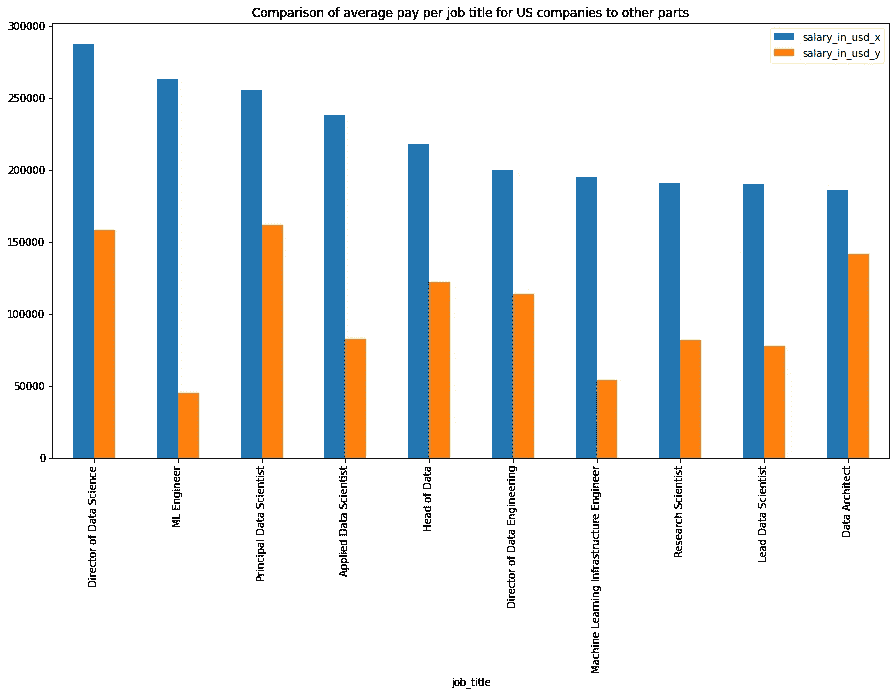 Comparison of average pay per job title for US companies to other parts
300000
250000
200000
150000
100000
50000
0
salary_in_usd_x
salary_in_usd_y
Director of Data Science
ML Engineer
Principal Data Scientist
Applied Data Scientist
Head of Data
Director of Data Engineering
Machine Learning Infrastructure Engineer
Research Scientist
Lead Data Scientist
Data Architect
job_title